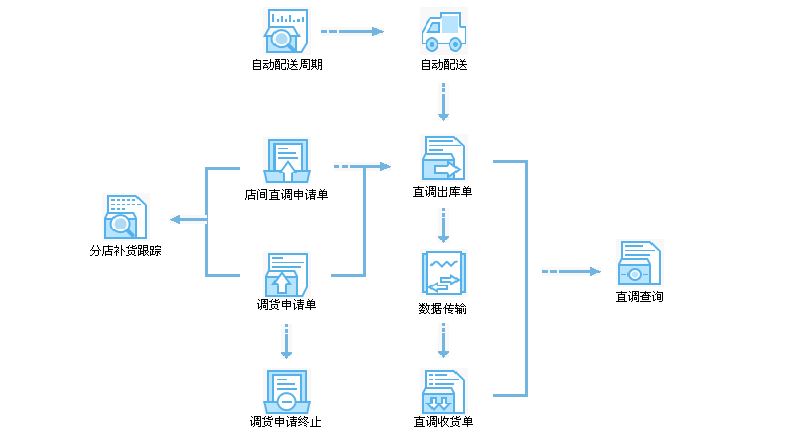 自动配送周期
自动配送
店间直调申请单
直调出库单
分店补货跟踪
调货申请单
数据传输
直调查询
调货申请终止
直调收货单